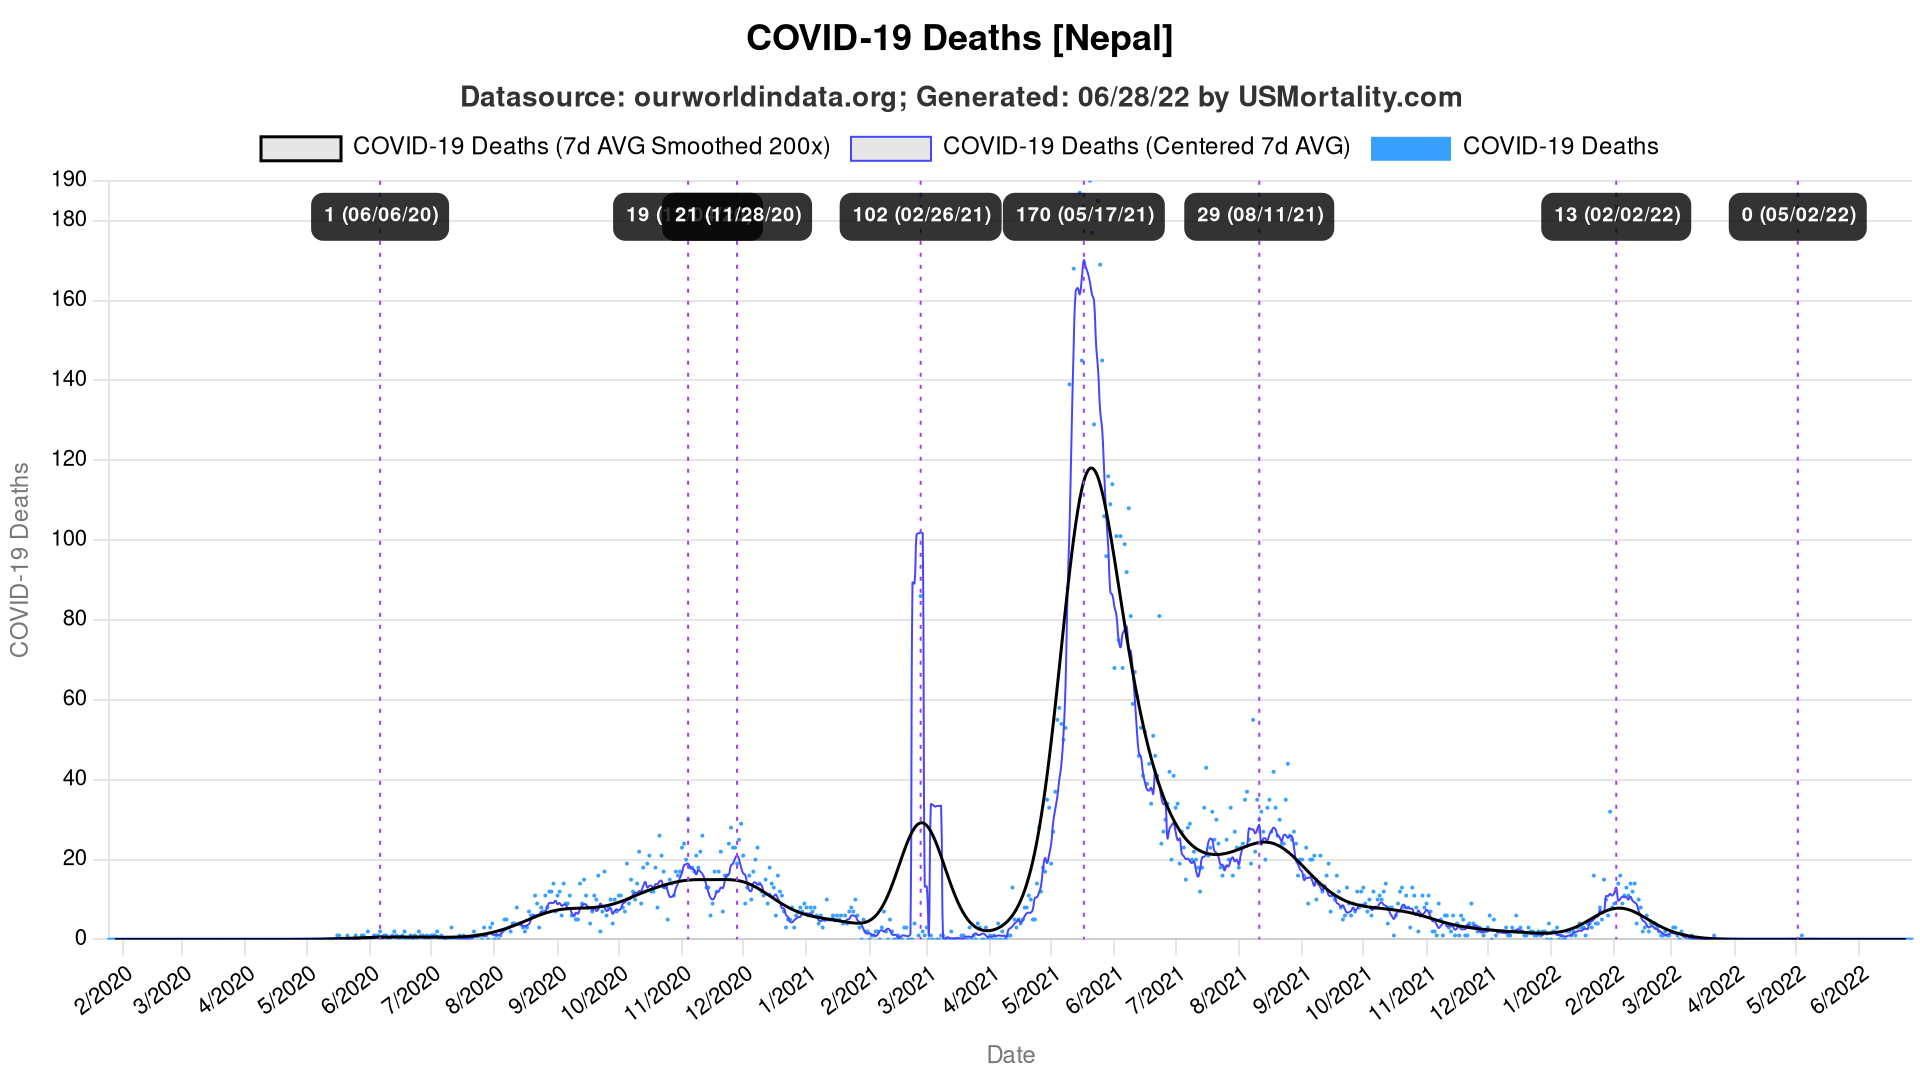 COVID-19 Deaths [Nepal]
Datasource: ourworldindata.org; Generated: 06/28/22 by USMortality.com
COVID-19 Deaths (7d AVG Smoothed 200x) COVID-19 Deaths (Centered 7d AVG) COVID-19 Deaths
1 (06/06/20) 19 ( 21 (11/28/20) 102 (02/26/21) 170 (05/17/21) 29 (08/11/21) 13 (02/02/22) 0 (05/02/22)
190
180
160
140
120
100
80
60
40
20
0
COVID-19 Deaths
2/2020 3/2020 4/2020 5/2020 6/2020 7/2020 8/2020 9/2020 10/2020 11/2020 12/2020 1/2021 2/2021 3/2021 4/2021 5/2021 6/2021 7/2021 8/2021 9/2021 10/2021 11/2021 12/2021 1/2022 2/2022 3/2022 4/2022 5/2022 6/2022
Date